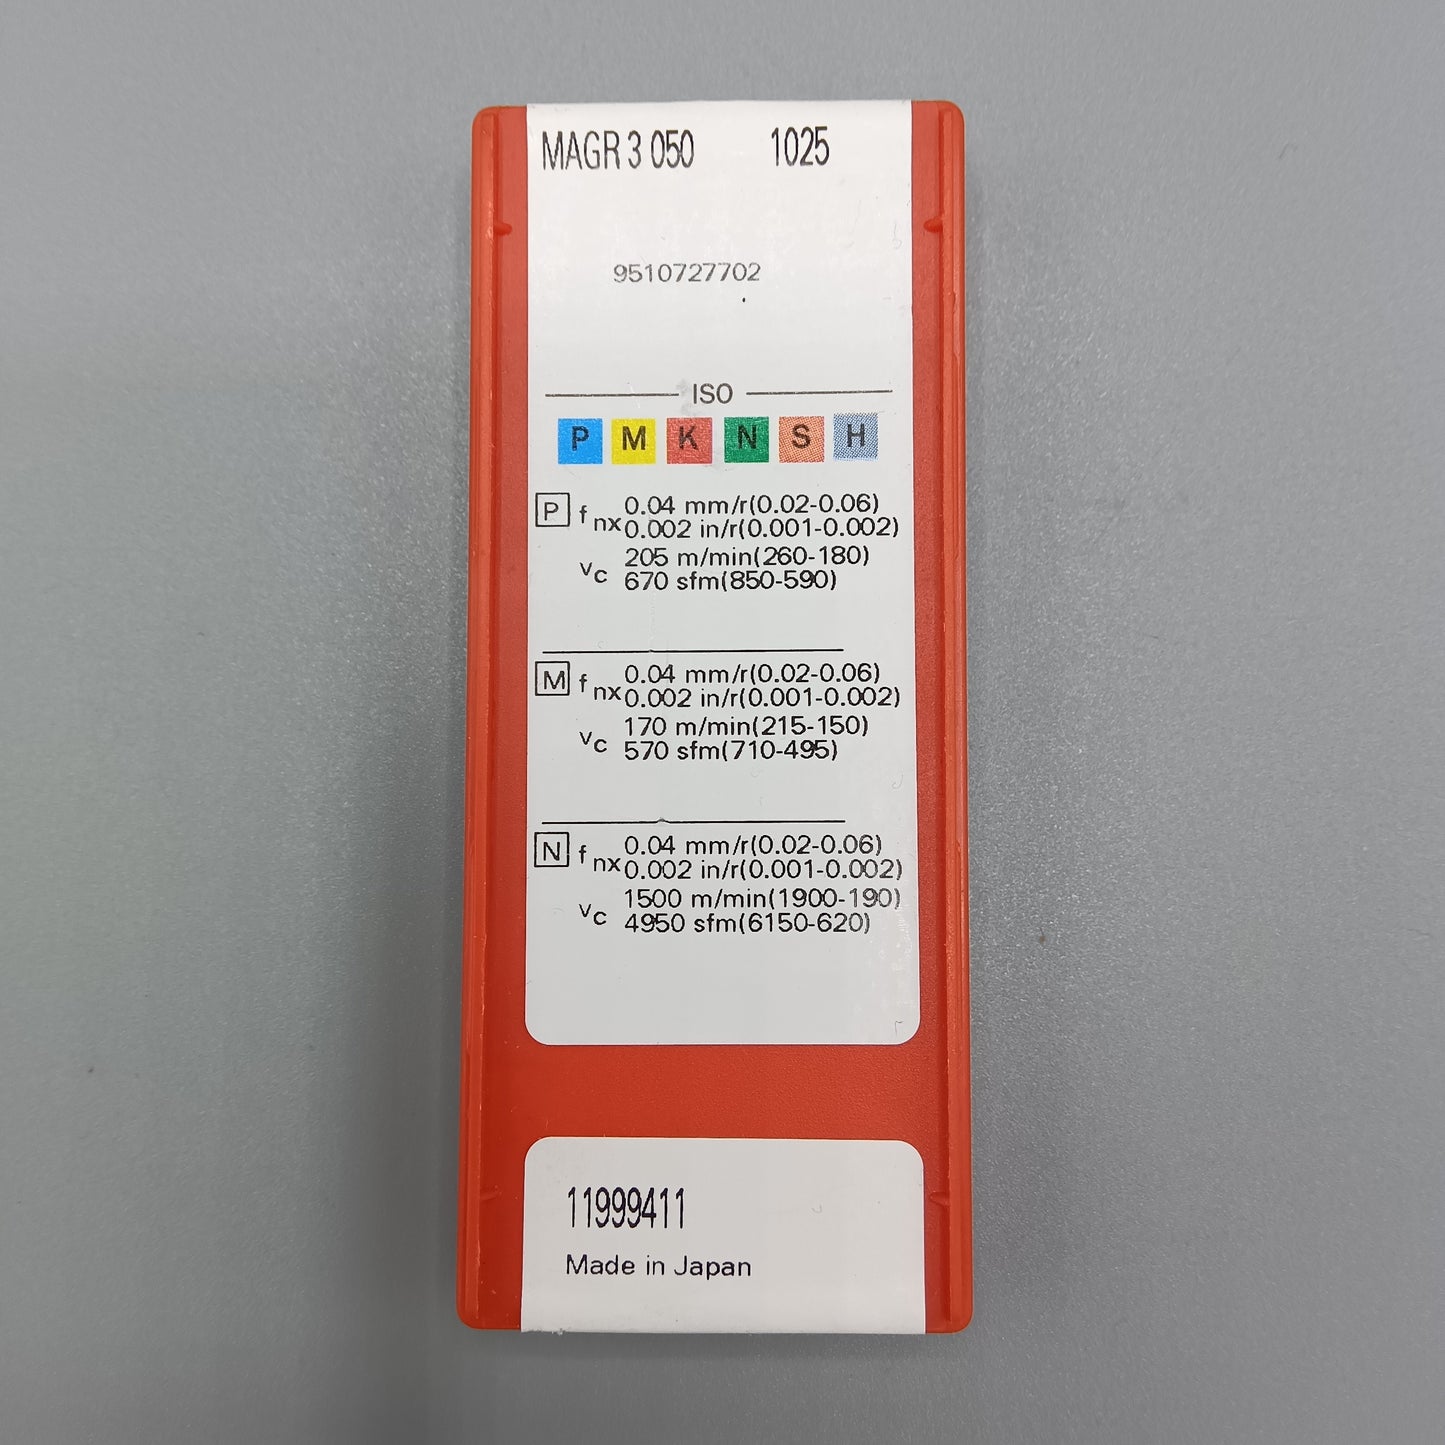 MAGR 3 050 1025
9510727702
ISO
P M K N S H
P fnx 0.04 mm/r(0.02-0.06)
0.002 in/r(0.001-0.002)
vc 205 m/min(260-180)
670 sfm(850-590)
M fnx 0.04 mm/r(0.02-0.06)
0.002 in/r(0.001-0.002)
vc 170 m/min(215-150)
570 sfm(710-495)
N fnx 0.04 mm/r(0.02-0.06)
0.002 in/r(0.001-0.002)
vc 1500 m/min(1900-190)
4950 sfm(6150-620)
11999411
Made in Japan